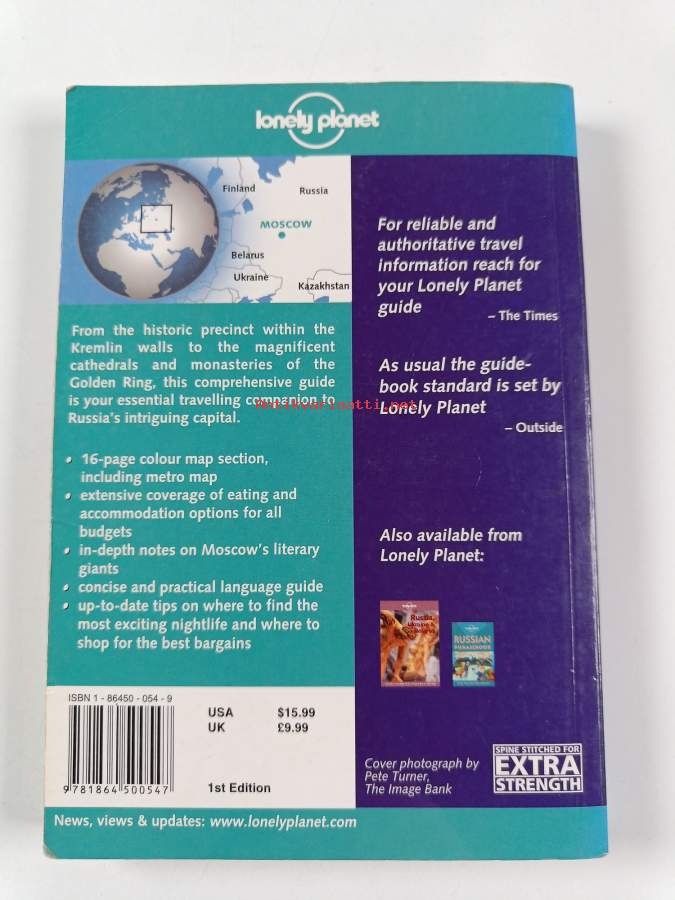 lonely planet
Finland
Russia
MOSCOW
Belarus
Ukraine
Kazakhstan
From the historic precinct within the
Kremlin walls to the magnificent
cathedrals and monasteries of the
Golden Ring, this comprehensive guide
is your essential travelling companion to
Russia's intriguing capital.
• 16-page colour map section,
including metro map
• extensive coverage of eating and
accommodation options for all
budgets
• in-depth notes on Moscow's literary
giants
• concise and practical language guide
• up-to-date tips on where to find the
most exciting nightlife and where to
shop for the best bargains
ISBN 1 - 86450 - 054 - 9
9 781864 500547
USA $15.99
UK £9.99
1st Edition
For reliable and
authoritative travel
information reach for
your Lonely Planet
guide
– The Times
As usual the guide-
book standard is set by
Lonely Planet
– Outside
Also available from
Lonely Planet:
Russia,
Ukraine &
RUSSIAN
PHRASEBOOK
Cover photograph by
Pete Turner,
The Image Bank
SPINE STITCHED FOR
EXTRA
STRENGTH
News, views & updates: www.lonelyplanet.com
Antikvariaatti.net